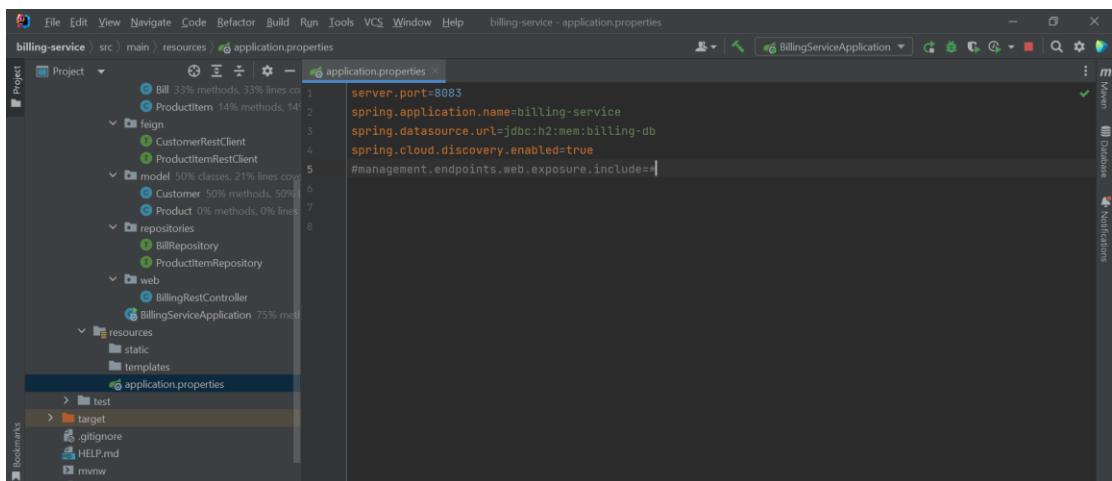 File Edit View Navigate Code Refactor Build Run Tools VCS Window Help billing-service - application.properties
billing-service src main resources application.properties BillingServiceApplication
Project
application.properties
Bill 33% methods, 33% lines co
ProductItem 14% methods, 14%
feign
CustomerRestClient
ProductItemRestClient
model 50% classes, 21% lines cove
Customer 50% methods, 50%
Product 0% methods, 0% lines
repositories
BillRepository
ProductItemRepository
web
BillingRestController
BillingServiceApplication 75% meth
resources
static
templates
application.properties
test
target
.gitignore
HELP.md
mvnw
1 server.port=8083
2 spring.application.name=billing-service
3 spring.datasource.url=jdbc:h2:mem:billing-db
4 spring.cloud.discovery.enabled=true
5 #management.endpoints.web.exposure.include=*
6
7
8
Project
Bookmarks
m
Maven
Database
Notifications